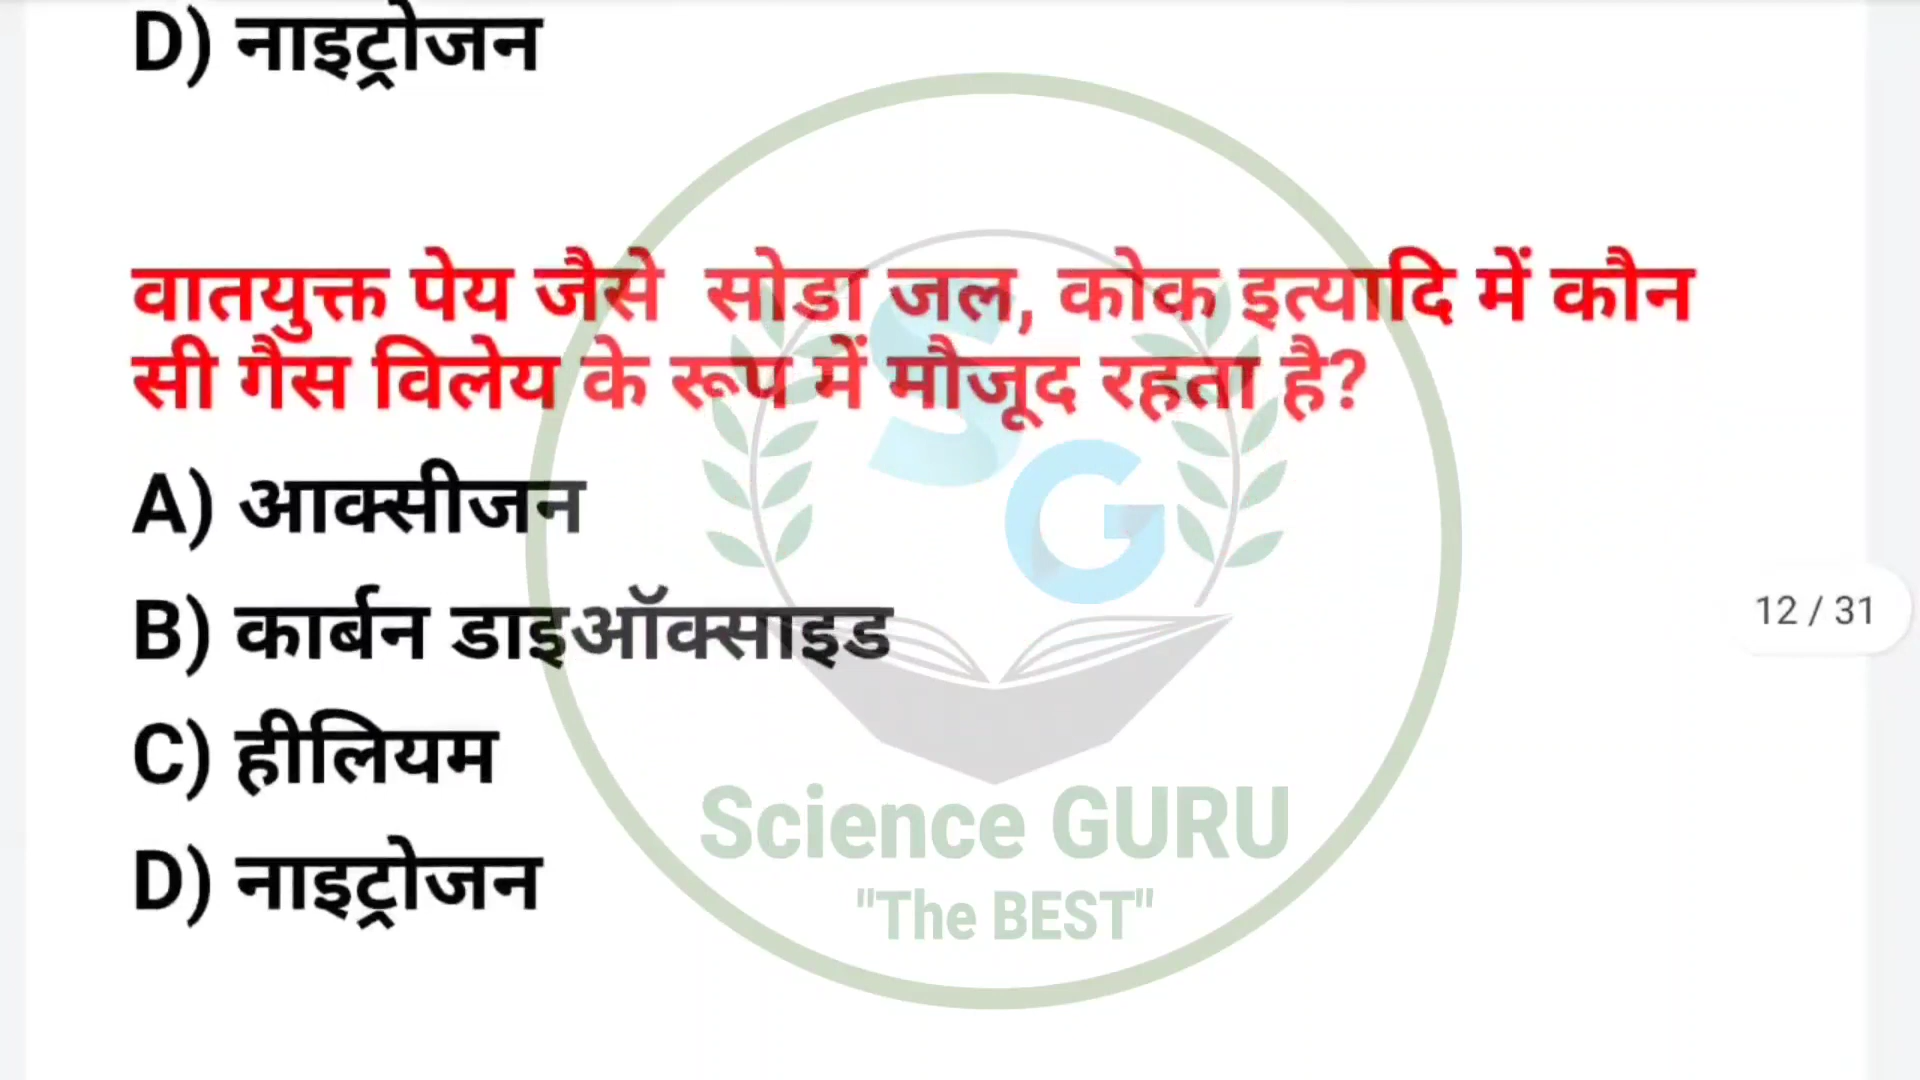 D) नाइट्रोजन
वातयुक्त पेय जैसे सोडा जल, कोक इत्यादि में कौन
सी गैस विलेय के रूप में मौजूद रहता है?
A) आक्सीजन
B) कार्बन डाइऑक्साइड
C) हीलियम
D) नाइट्रोजन
12 / 31
S
G
Science GURU
"The BEST"